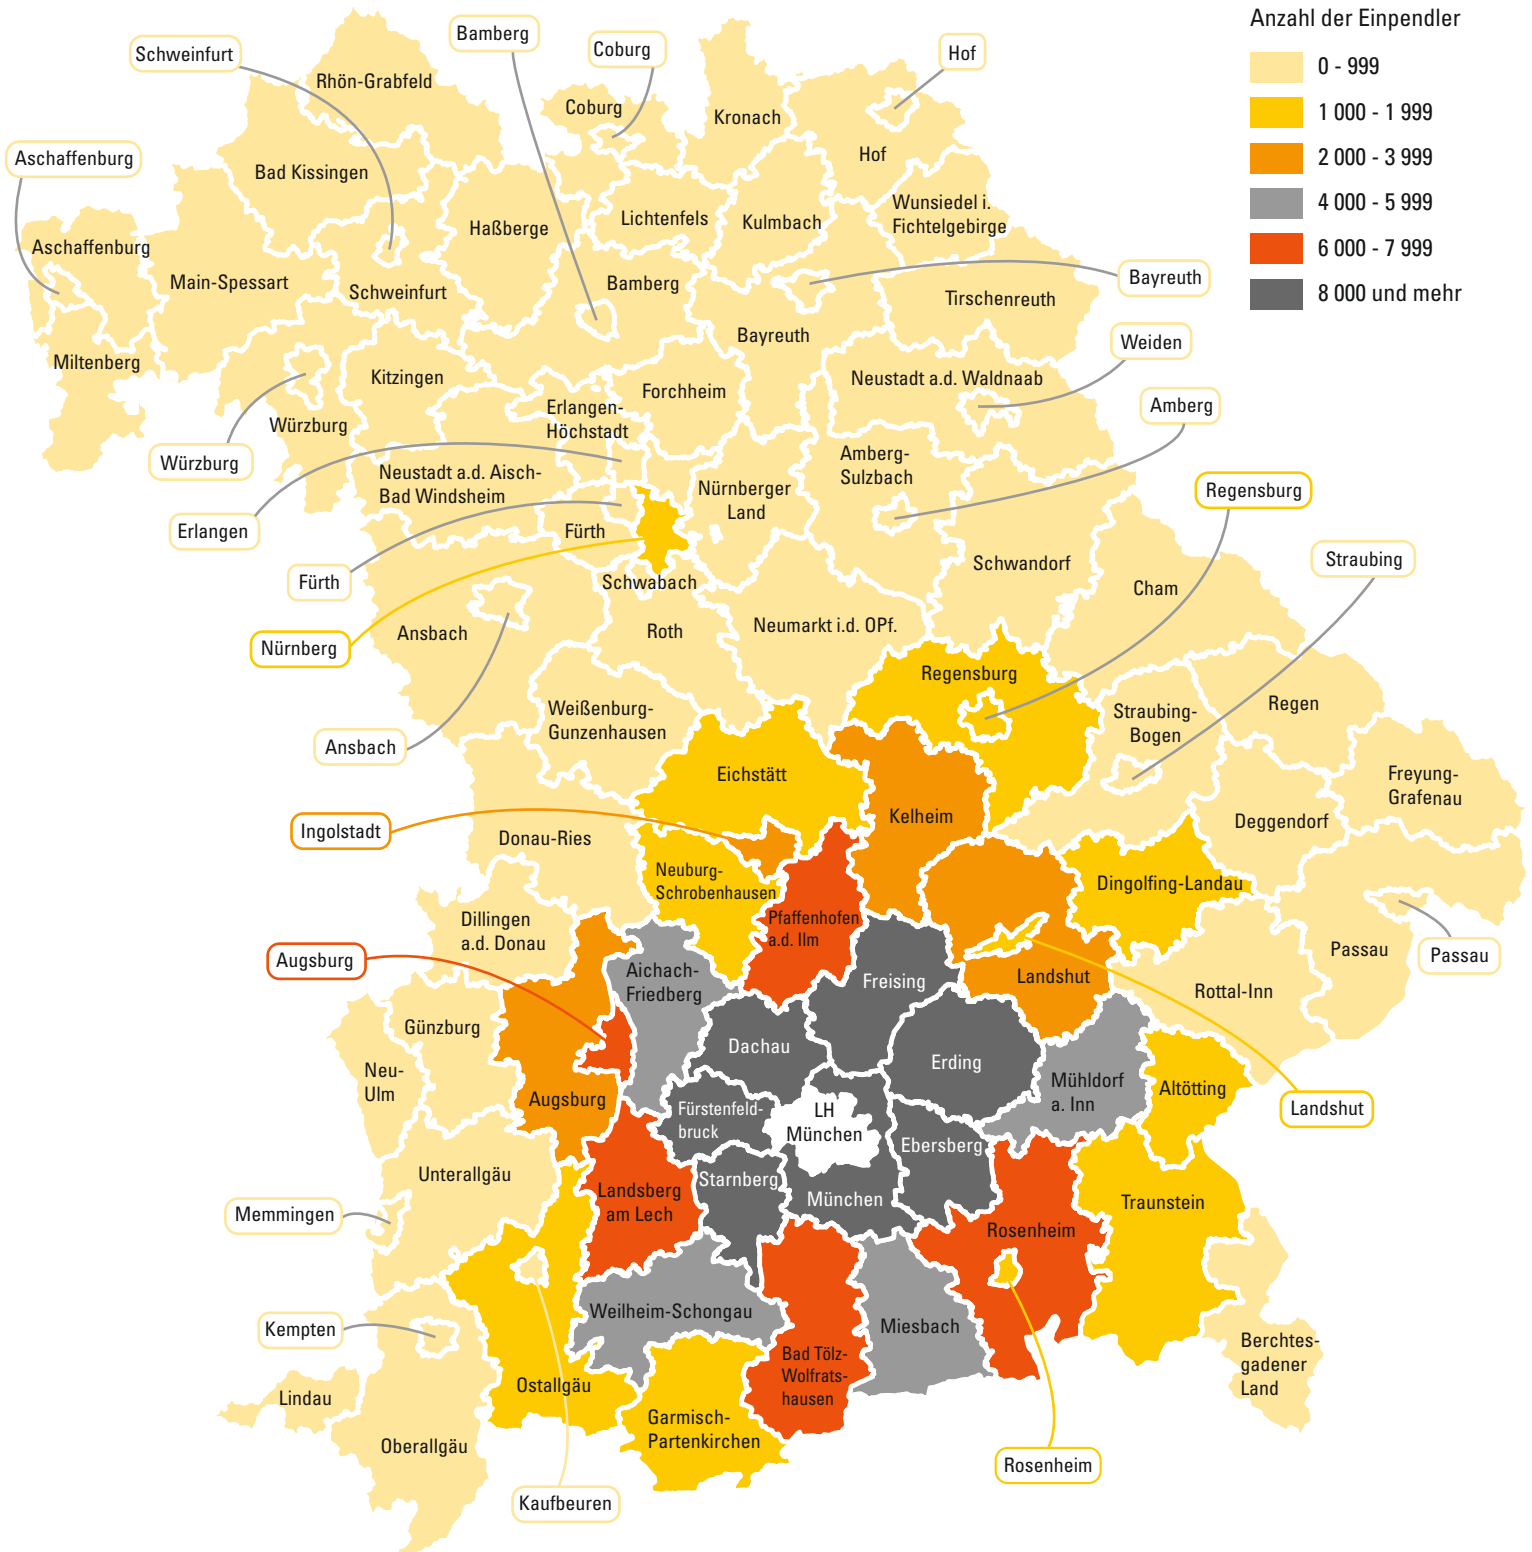 Anzahl der Einpendler
0 - 999
1 000 - 1 999
2 000 - 3 999
4 000 - 5 999
6 000 - 7 999
8 000 und mehr
Schweinfurt
Bamberg
Coburg
Hof
Rhön-Grabfeld
Coburg
Kronach
Hof
Aschaffenburg
Bad Kissingen
Haßberge
Lichtenfels
Kulmbach
Wunsiedel i.
Fichtelgebirge
Aschaffenburg
Main-Spessart
Schweinfurt
Bamberg
Bayreuth
Tirschenreuth
Bayreuth
Miltenberg
Kitzingen
Forchheim
Neustadt a.d. Waldnaab
Weiden
Würzburg
Erlangen-
Höchstadt
Amberg
Würzburg
Neustadt a.d. Aisch-
Bad Windsheim
Nürnberger
Land
Amberg-
Sulzbach
Regensburg
Erlangen
Fürth
Schwandorf
Straubing
Fürth
Schwabach
Cham
Nürnberg
Ansbach
Roth
Neumarkt i.d. OPf.
Regensburg
Ansbach
Weißenburg-
Gunzenhausen
Straubing-
Bogen
Regen
Eichstätt
Freyung-
Grafenau
Ingolstadt
Donau-Ries
Kelheim
Deggendorf
Neuburg-
Schrobenhausen
Dingolfing-Landau
Dillingen
a.d. Donau
Pfaffenhofen
a.d. Ilm
Passau
Passau
Augsburg
Aichach-
Friedberg
Freising
Landshut
Rottal-Inn
Günzburg
Dachau
Erding
Neu-
Ulm
Augsburg
Mühldorf
a. Inn
Altötting
Fürstenfeld-
bruck
LH
München
Landshut
Ebersberg
Unterallgäu
Starnberg
Landsberg
am Lech
München
Traunstein
Memmingen
Rosenheim
Kempten
Weilheim-Schongau
Miesbach
Berchtes-
gadener
Land
Bad Tölz-
Wolfrats-
hausen
Ostallgäu
Lindau
Garmisch-
Partenkirchen
Oberallgäu
Rosenheim
Kaufbeuren